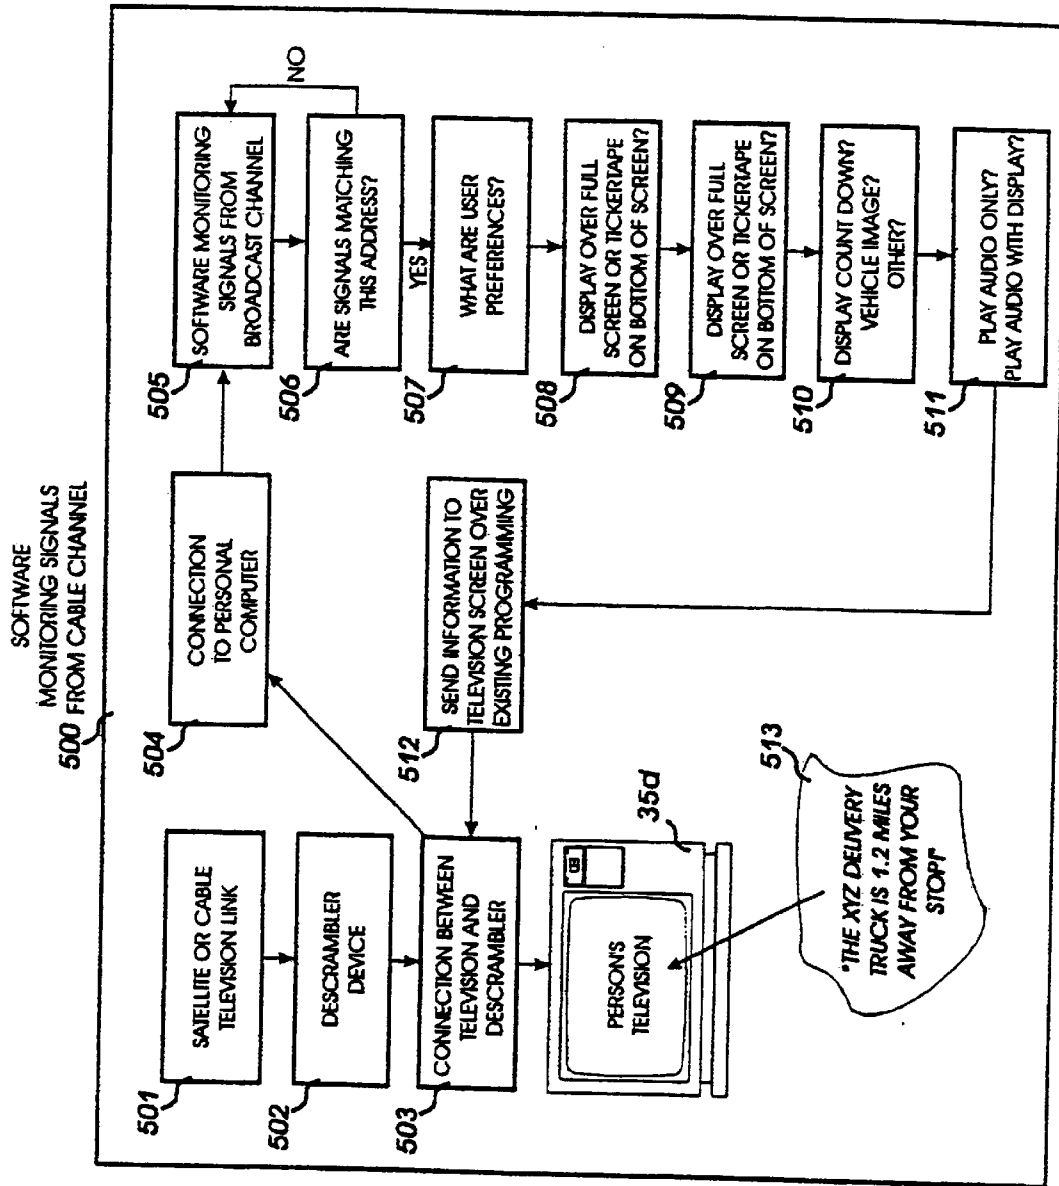 SOFTWARE
MONITORING SIGNALS
FROM CABLE CHANNEL
500
501
SATELLITE OR CABLE
TELEVISION LINK
502
DESCRAMBLER
DEVICE
503
CONNECTION BETWEEN
TELEVISION AND
DESCRAMBLER
PERSON'S
TELEVISION
35d
03
513
"THE XYZ DELIVERY
TRUCK IS 1.2 MILES
AWAY FROM YOUR
STOP!"
504
CONNECTION
TO PERSONAL
COMPUTER
512
SEND INFORMATION TO
TELEVISION SCREEN OVER
EXISTING PROGRAMMING
505
SOFTWARE MONITORING
SIGNALS FROM
BROADCAST CHANNEL
NO
506
ARE SIGNALS MATCHING
THIS ADDRESS?
YES
507
WHAT ARE USER
PREFERENCES?
508
DISPLAY OVER FULL
SCREEN OR TICKERTAPE
ON BOTTOM OF SCREEN?
509
DISPLAY OVER FULL
SCREEN OR TICKERTAPE
ON BOTTOM OF SCREEN?
510
DISPLAY COUNT DOWN?
VEHICLE IMAGE?
OTHER?
511
PLAY AUDIO ONLY?
PLAY AUDIO WITH DISPLAY?